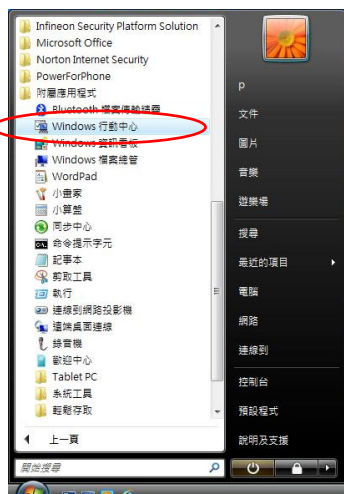 Infineon Security Platform Solution
Microsoft Office
Norton Internet Security
PowerForPhone
附屬應用程式
Bluetooth 檔案傳輸精靈
Windows 行動中心
Windows 資訊看板
Windows 檔案總管
WordPad
小畫家
小算盤
同步中心
命令提示字元
記事本
剪取工具
執行
連線到網路投影機
遠端桌面連線
錄音機
歡迎中心
Tablet PC
系統工具
輕鬆存取
上一頁
開始搜尋
p
文件
圖片
音樂
遊樂場
搜尋
最近的項目
電腦
網路
連線到
控制台
預設程式
說明及支援